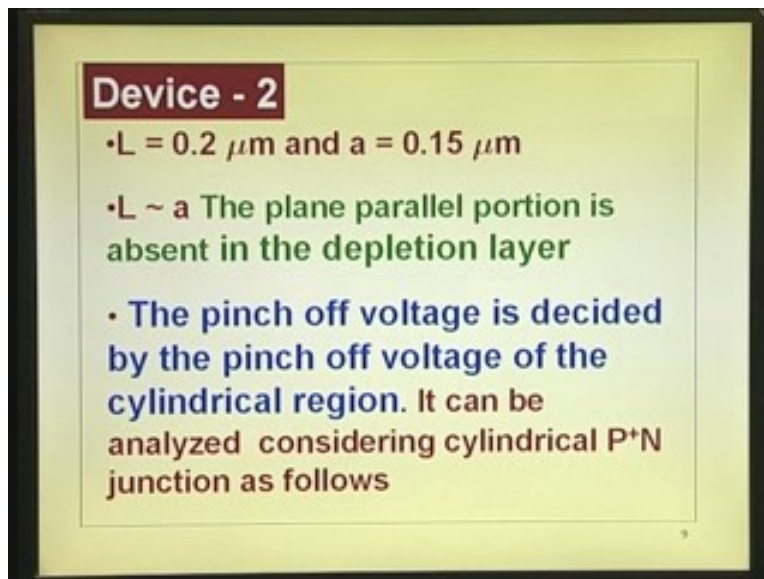 Device - 2
•L = 0.2 μm and a = 0.15 μm
•L ~ a The plane parallel portion is
absent in the depletion layer
• The pinch off voltage is decided
by the pinch off voltage of the
cylindrical region. It can be
analyzed considering cylindrical P⁺N
junction as follows
9